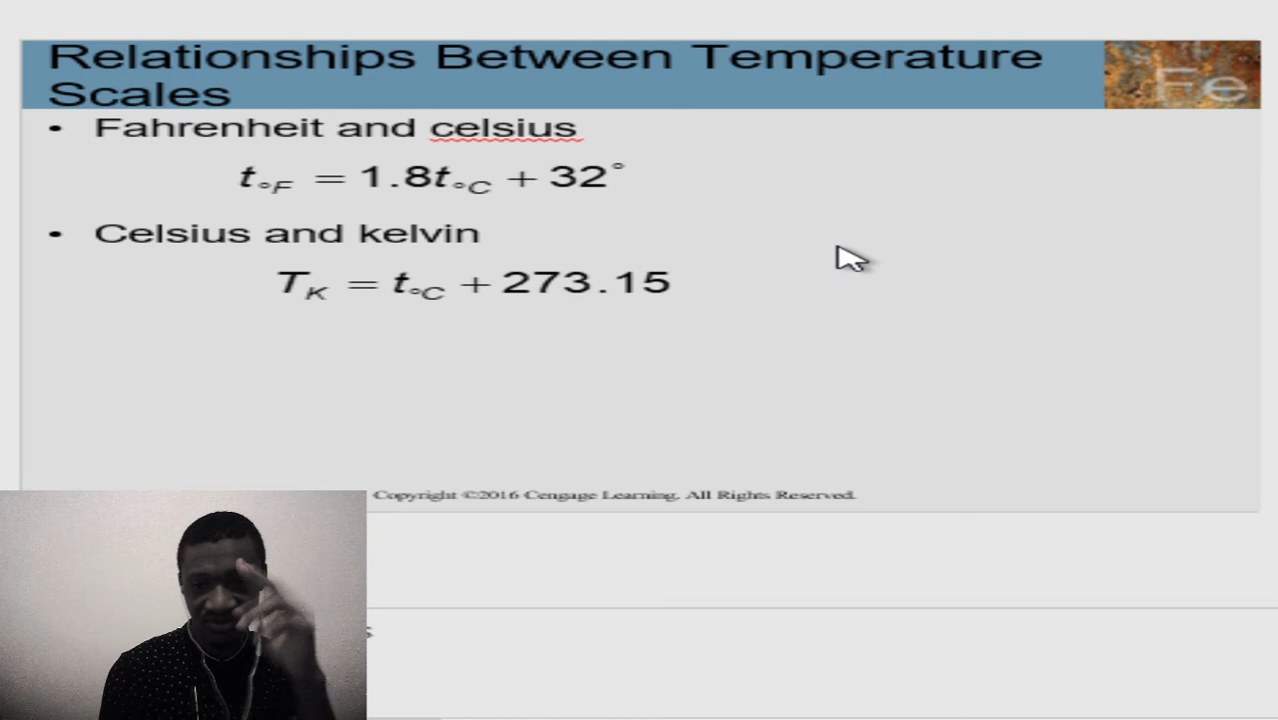 Relationships Between Temperature
Scales
Fe
• Fahrenheit and celsius
t°F = 1.8t°C + 32°
• Celsius and kelvin
TK = t°C + 273.15
Copyright ©2016 Cengage Learning. All Rights Reserved.